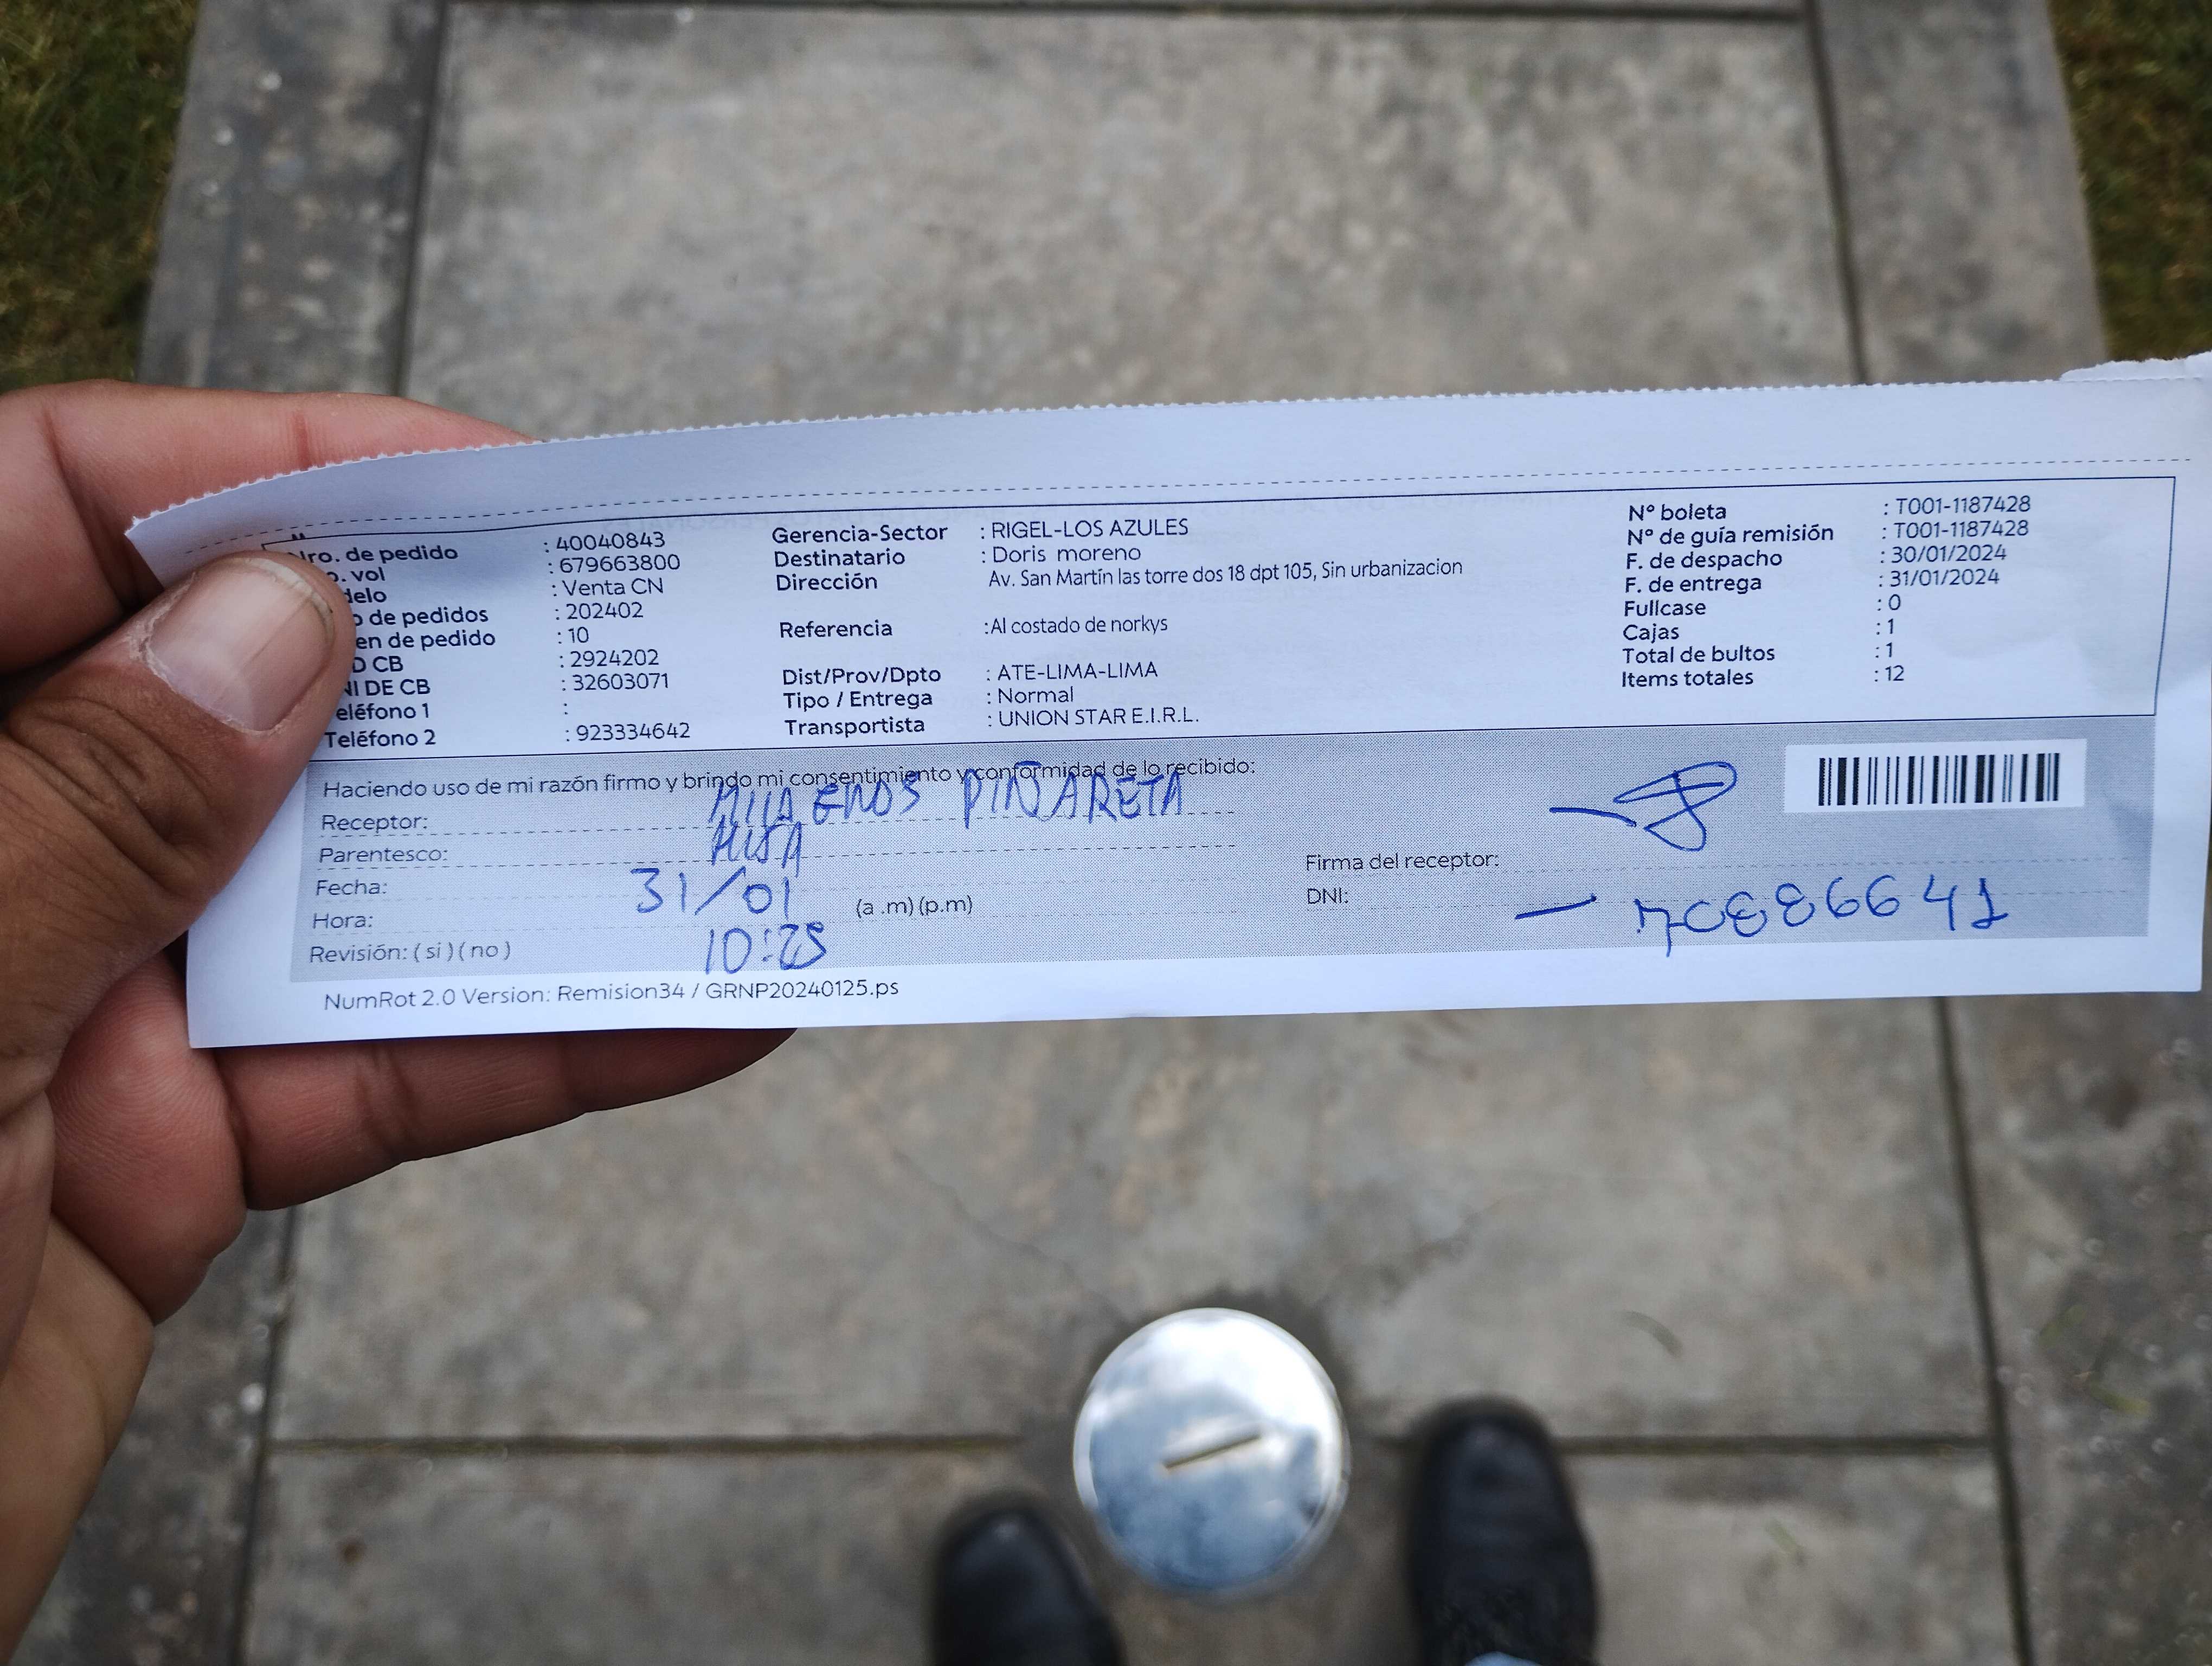 Nro. de pedido : 40040843
vol : 679663800
: Venta CN
de pedidos : 202402
de pedido : 10
CB : 2924202
DE CB : 32603071
Teléfono 1 :
Teléfono 2 : 923334642
Gerencia-Sector : RIGEL-LOS AZULES
Destinatario : Doris moreno
Dirección Av. San Martín las torre dos 18 dpt 105, Sin urbanizacion
Referencia :Al costado de norkys
Dist/Prov/Dpto : ATE-LIMA-LIMA
Tipo / Entrega : Normal
Transportista : UNION STAR E.I.R.L.
Nº boleta : T001-1187428
Nº de guía remisión : T001-1187428
F. de despacho : 30/01/2024
F. de entrega : 31/01/2024
Fullcase : 0
Cajas : 1
Total de bultos : 1
Items totales : 12
Haciendo uso de mi razón firmo y brindo mi consentimiento y conformidad de lo recibido:
Receptor: PIÑARETA
Parentesco: HIJA
Fecha: 31/01
Hora: (a .m) (p.m)
10:25
Revisión: ( si ) ( no )
Firma del receptor:
DNI:
NumRot 2.0 Version: Remision34 / GRNP20240125.ps